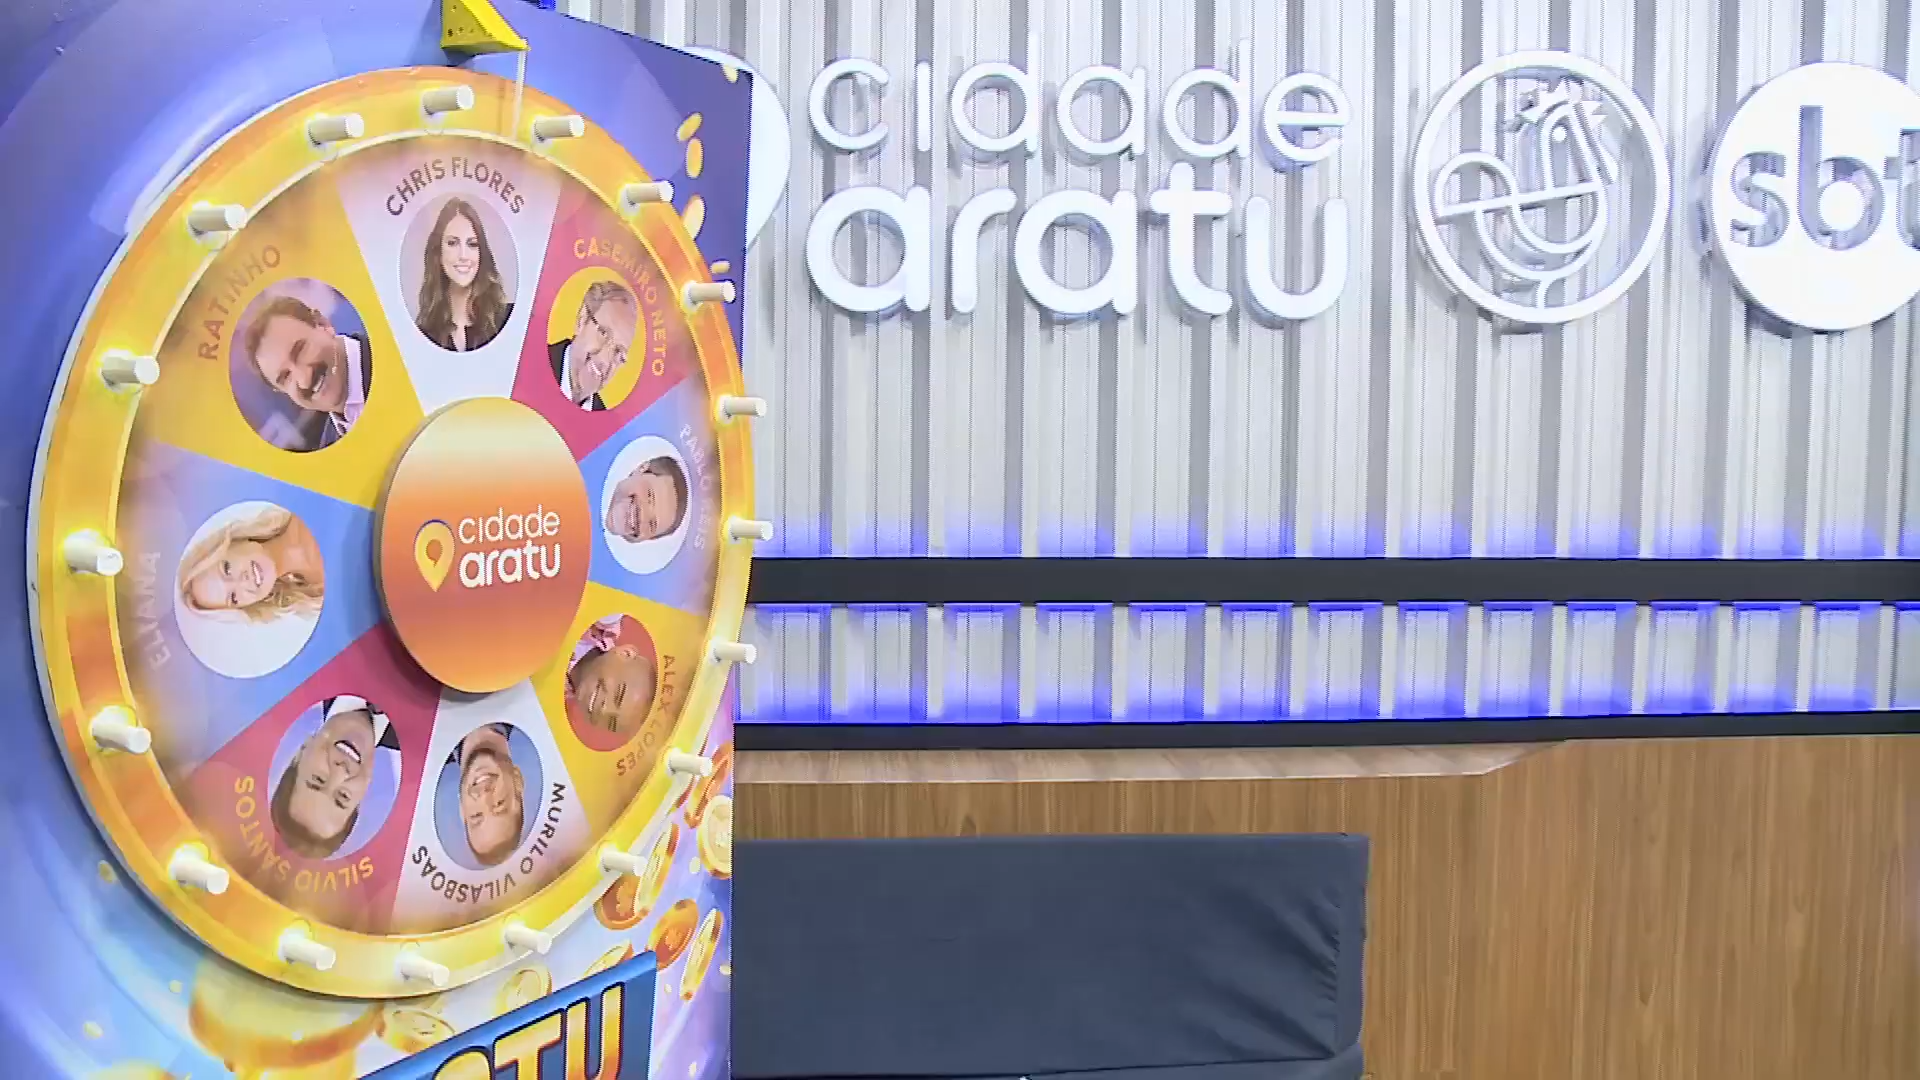 CHRIS FLORES
CASEMIRO NETO
PABLO REIS
ALEX LOPES
MURILO VILASBOAS
SILVIO SANTOS
ELIANA
RATINHO
cidade
aratu
cidade
aratu
sbt